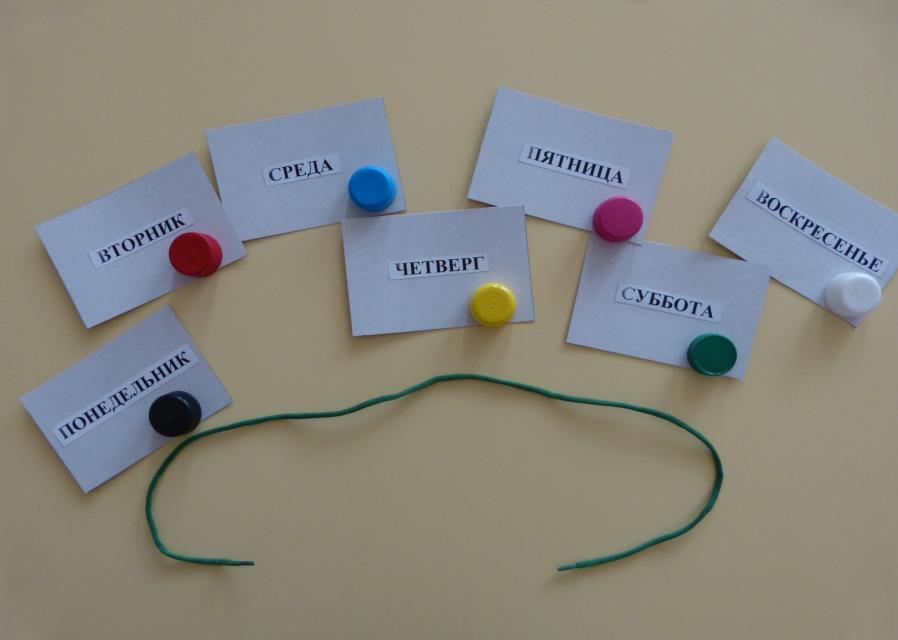 ПОНЕДЕЛЬНИК
ВТОРНИК
СРЕДА
ЧЕТВЕРГ
ПЯТНИЦА
СУББОТА
ВОСКРЕСЕНЬЕ